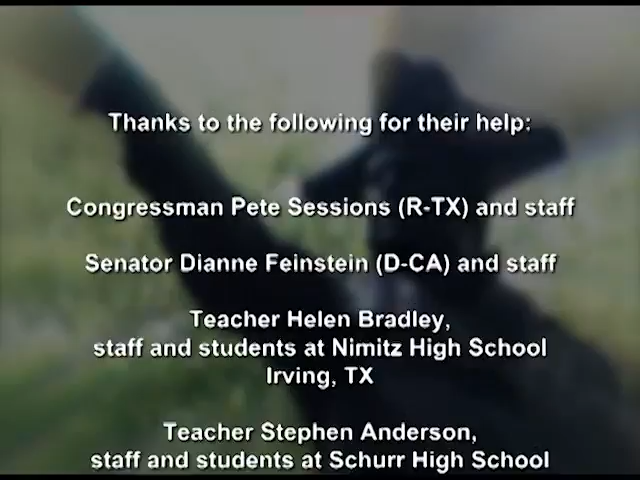 Thanks to the following for their help:
Congressman Pete Sessions (R-TX) and staff
Senator Dianne Feinstein (D-CA) and staff
Teacher Helen Bradley,
staff and students at Nimitz High School
Irving, TX
Teacher Stephen Anderson,
staff and students at Schurr High School